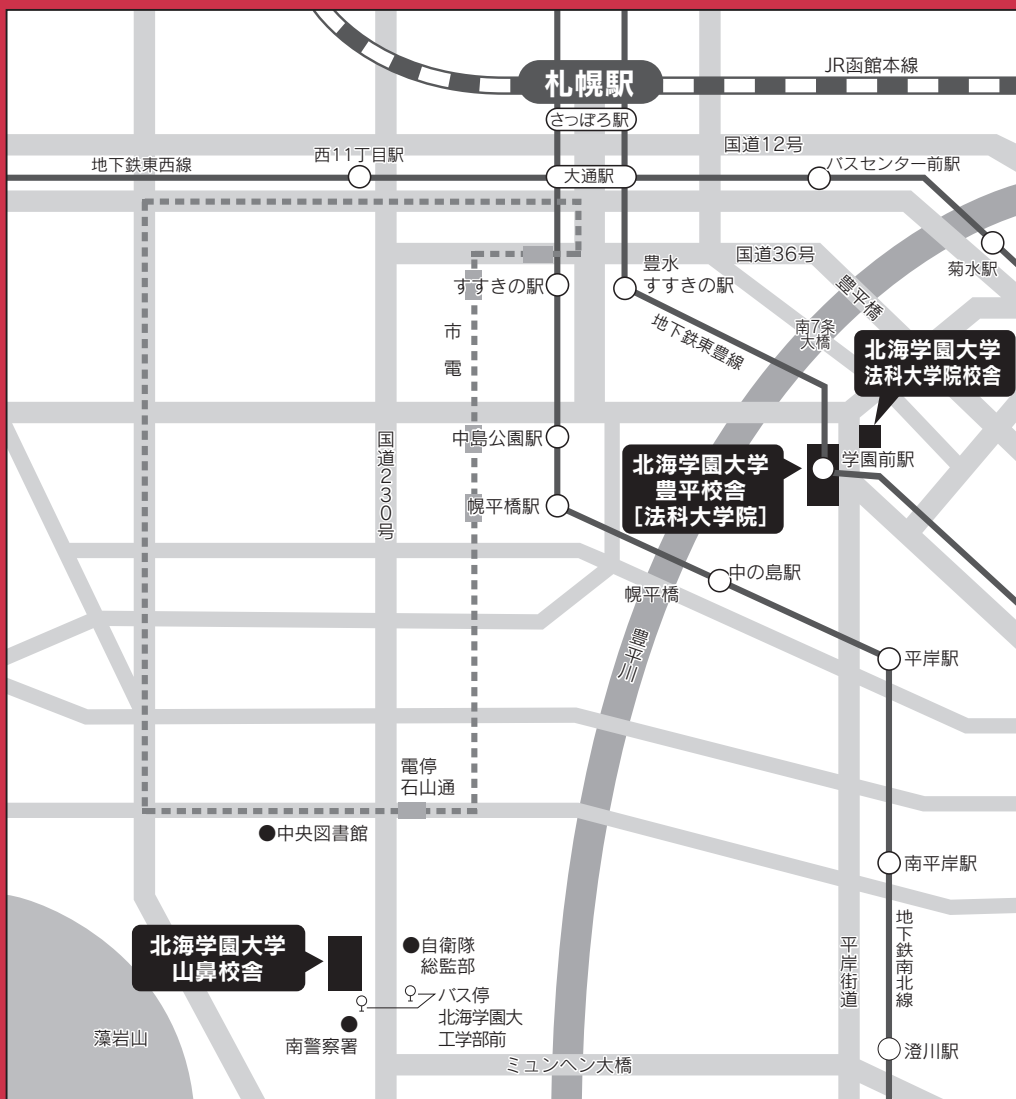 JR函館本線
札幌駅
さっぽろ駅
国道12号
地下鉄東西線
西11丁目駅
大通駅
バスセンター前駅
菊水駅
国道36号
豊平橋
豊水
すすきの駅
すすきの駅
地下鉄東豊線
南7条
大橋
市電
北海学園大学
法科大学院校舎
国道230号
中島公園駅
学園前駅
北海学園大学
豊平校舎
[法科大学院]
幌平橋駅
中の島駅
幌平橋
豊平川
平岸駅
電停
石山通
中央図書館
南平岸駅
北海学園大学
山鼻校舎
自衛隊
総監部
平岸街道
地下鉄南北線
バス停
北海学園大
工学部前
藻岩山
南警察署
ミュンヘン大橋
澄川駅